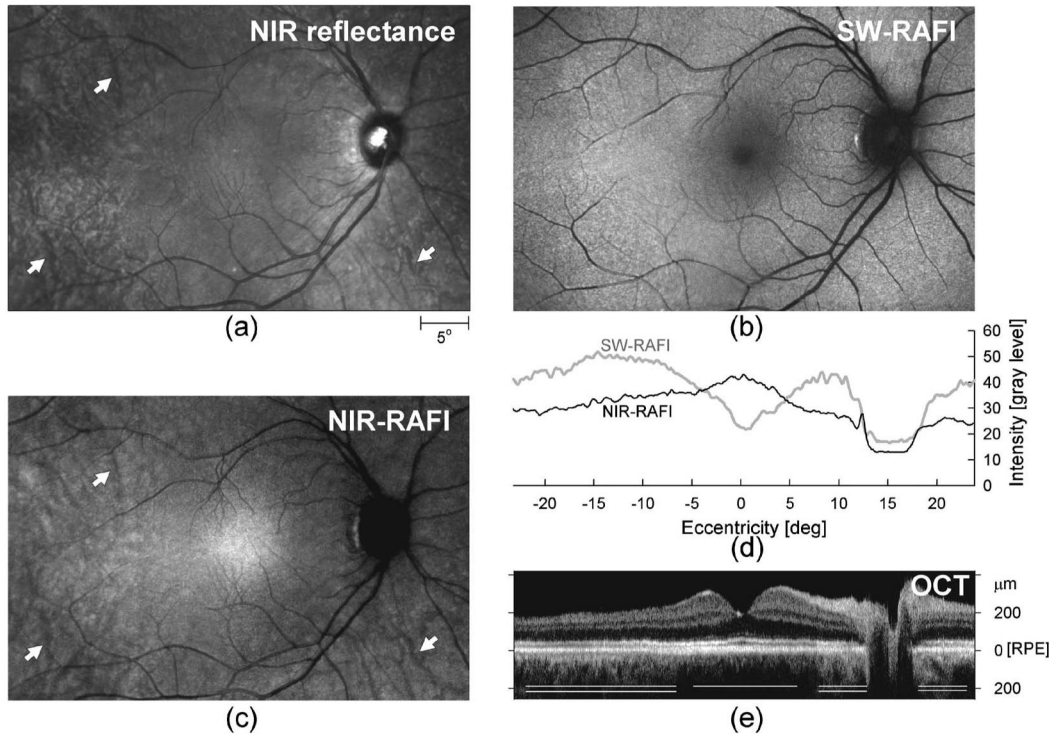 NIR reflectance
SW-RAFI
(a)
5°
(b)
NIR-RAFI
SW-RAFI
NIR-RAFI
60
50
40
30
20
10
0
Intensity [gray level]
-20 -15 -10 -5 0 5 10 15 20
Eccentricity [deg]
(d)
OCT
μm
200
0 [RPE]
200
(c)
(e)